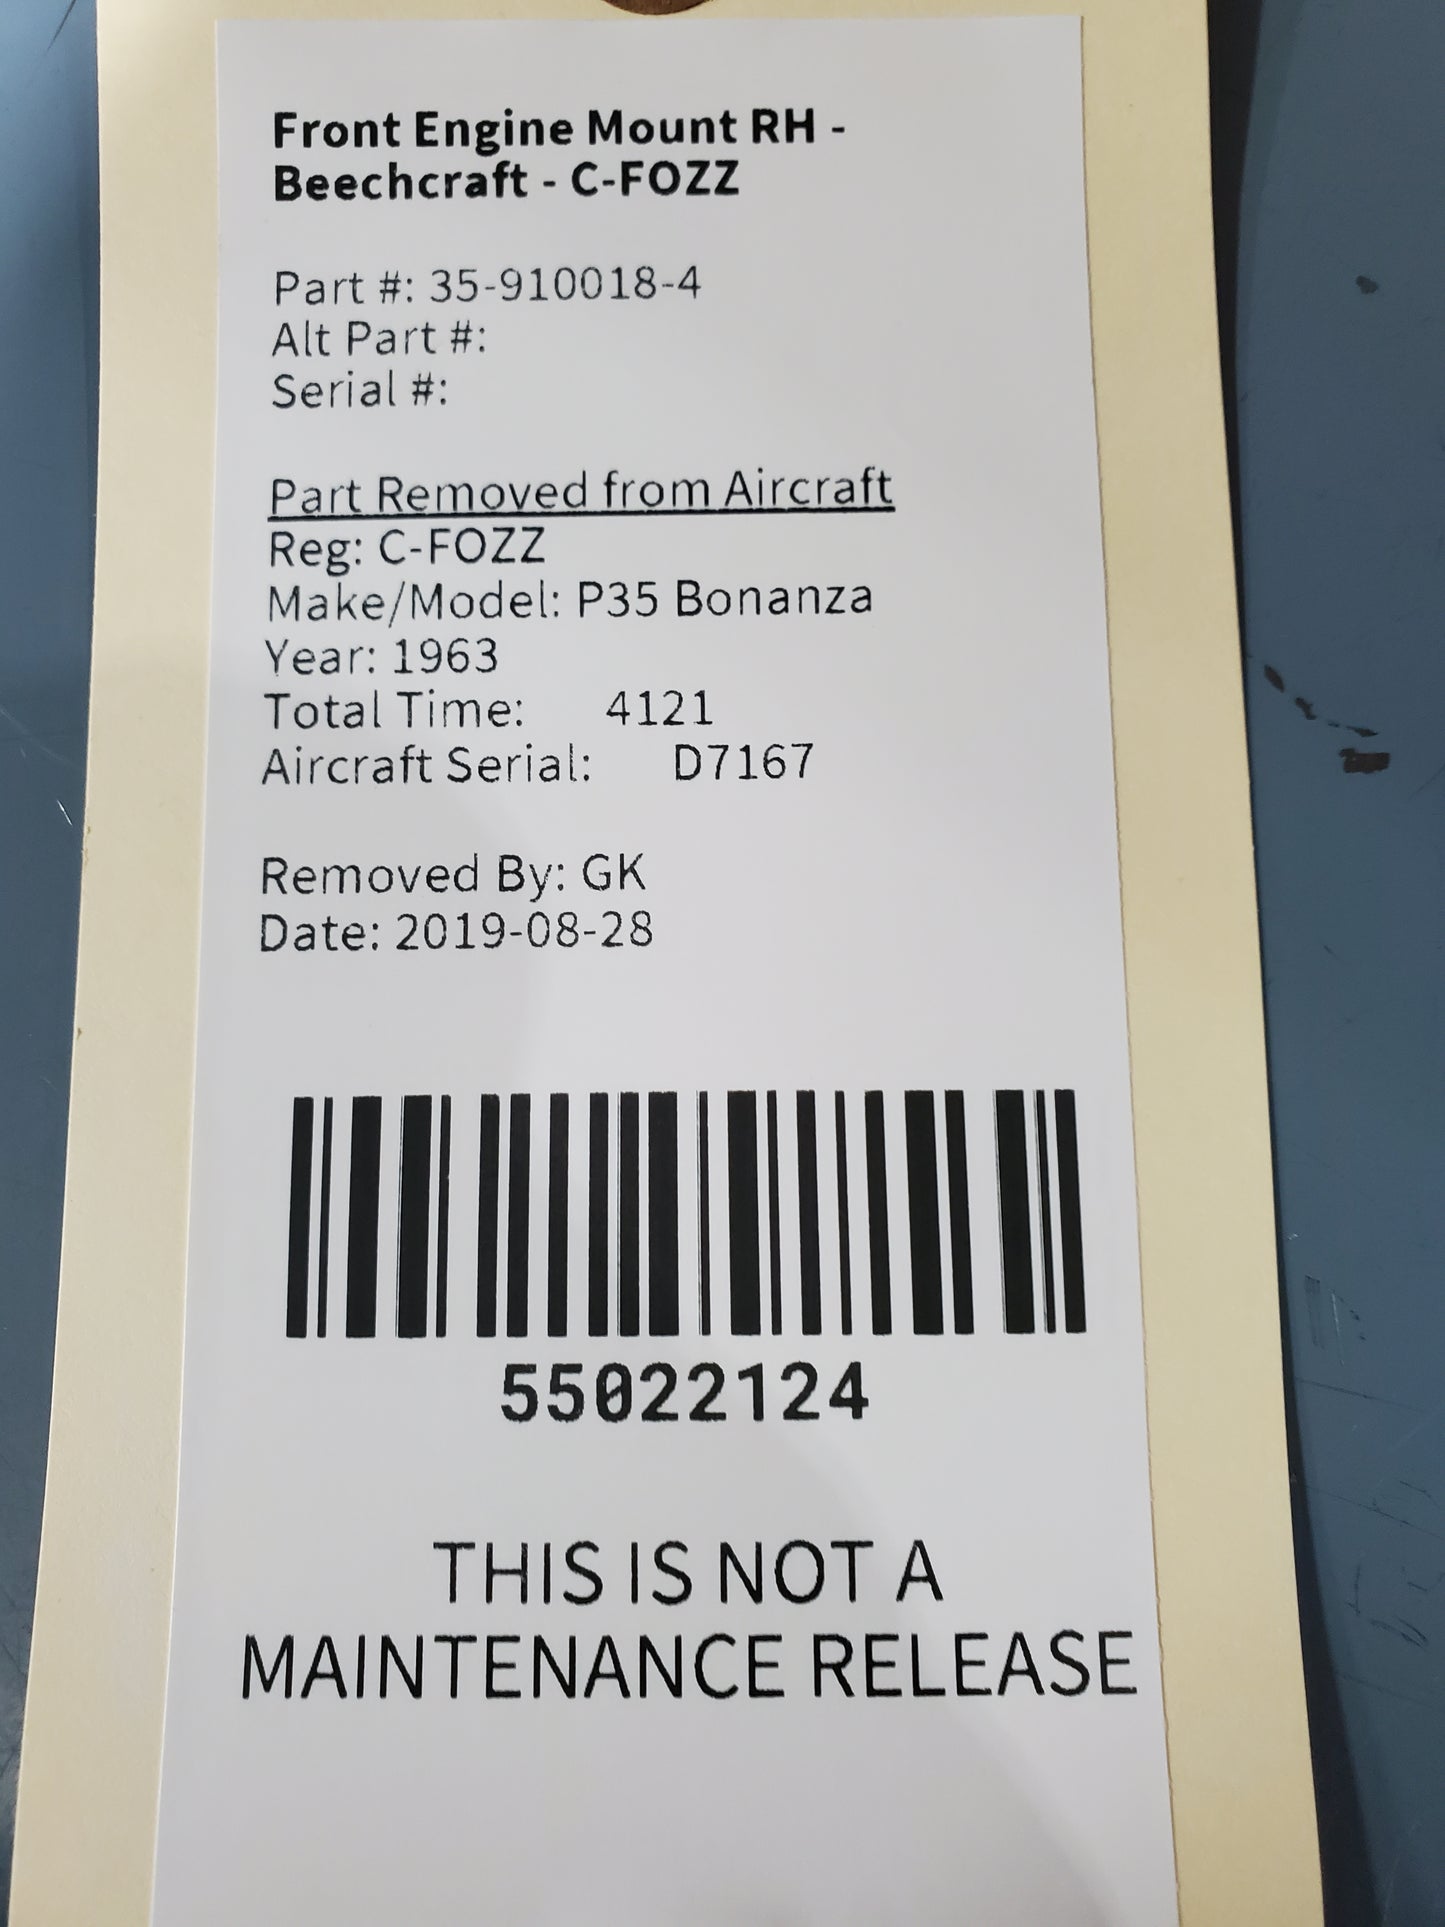 Front Engine Mount RH -
Beechcraft - C-FOZZ
Part #: 35-910018-4
Alt Part #:
Serial #:
Part Removed from Aircraft
Reg: C-FOZZ
Make/Model: P35 Bonanza
Year: 1963
Total Time: 4121
Aircraft Serial: D7167
Removed By: GK
Date: 2019-08-28
55022124
THIS IS NOT A
MAINTENANCE RELEASE